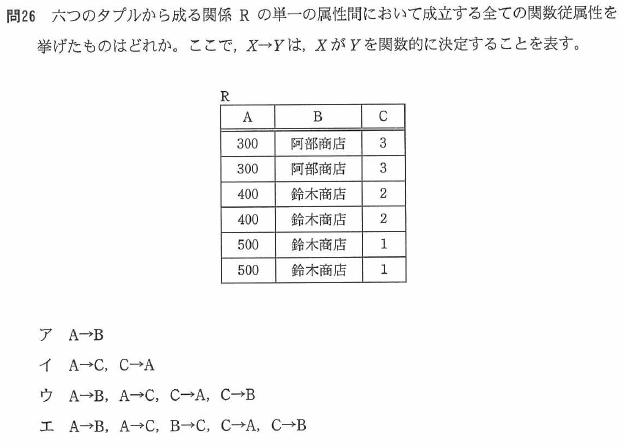 問26 六つのタプルから成る関係 R の単一の属性間において成立する全ての関数従属性を
挙げたものはどれか。ここで，X→Yは，XがYを関数的に決定することを表す。
R
A B C
300 阿部商店 3
300 阿部商店 3
400 鈴木商店 2
400 鈴木商店 2
500 鈴木商店 1
500 鈴木商店 1
ア A→B
イ A→C，C→A
ウ A→B，A→C，C→A，C→B
エ A→B，A→C，B→C，C→A，C→B